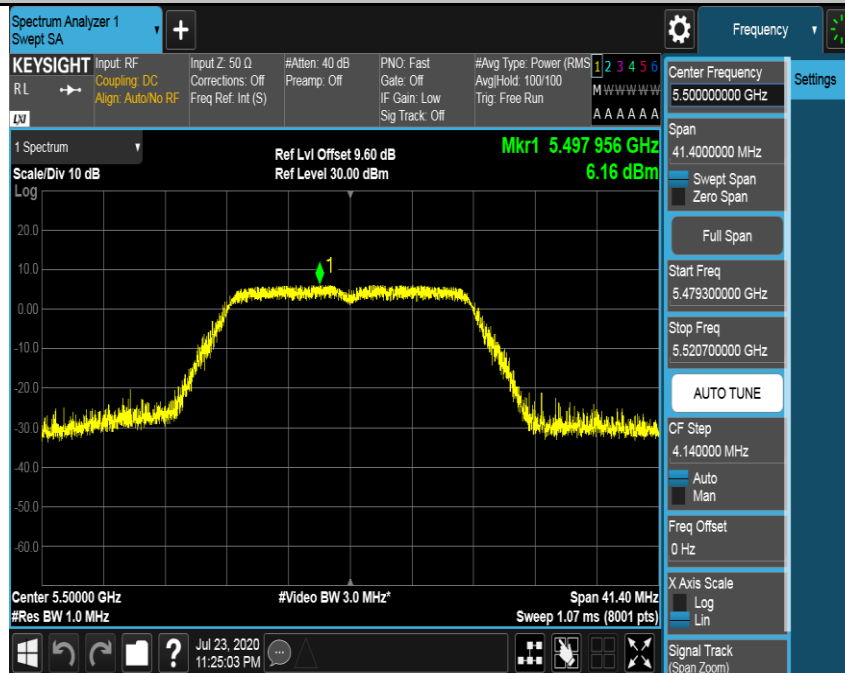 Spectrum Analyzer 1
Swept SA
+
Frequency
KEYSIGHT
RL
LXI
Input: RF
Coupling: DC
Align: Auto/No RF
Input Z: 50 Ω
Corrections: Off
Freq Ref: Int (S)
#Atten: 40 dB
Preamp: Off
PNO: Fast
Gate: Off
IF Gain: Low
Sig Track: Off
#Avg Type: Power (RMS
Avg|Hold: 100/100
Trig: Free Run
1 2 3 4 5 6
M W W W W W
A A A A A A
1 Spectrum
Scale/Div 10 dB
Ref Lvl Offset 9.60 dB
Ref Level 30.00 dBm
Mkr1 5.497 956 GHz
6.16 dBm
Log
20.0
10.0
0.00
-10.0
-20.0
-30.0
-40.0
-50.0
-60.0
1
Center 5.50000 GHz
#Res BW 1.0 MHz
#Video BW 3.0 MHz*
Span 41.40 MHz
Sweep 1.07 ms (8001 pts)
?
Jul 23, 2020
11:25:03 PM
Center Frequency
5.500000000 GHz
Settings
Span
41.4000000 MHz
Swept Span
Zero Span
Full Span
Start Freq
5.479300000 GHz
Stop Freq
5.520700000 GHz
AUTO TUNE
CF Step
4.140000 MHz
Auto
Man
Freq Offset
0 Hz
X Axis Scale
Log
Lin
Signal Track
(Span Zoom)